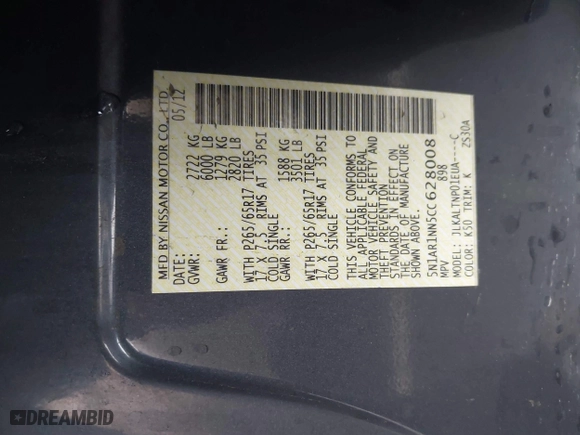 MFD BY NISSAN MOTOR CO., LTD.
DATE: 05/12
GVWR: 2722 KG
6000 LB
GAWR FR: 1279 KG
2820 LB
WITH P265/65R17 TIRES
17 X 7.5 RIMS AT 35 PSI
COLD SINGLE
GAWR RR: 1588 KG
3501 LB
WITH P265/65R17 TIRES
17 X 7.5 RIMS AT 35 PSI
COLD SINGLE
THIS VEHICLE CONFORMS TO
ALL APPLICABLE FEDERAL
MOTOR VEHICLE SAFETY AND
THEFT PREVENTION
STANDARDS IN EFFECT ON
THE DATE OF MANUFACTURE
SHOWN ABOVE.
5N1AR1NN5CC628008
MPV 898
MODEL: JLKALTNP01EUA----C
COLOR: K50 TRIM: K ZS30A
DREAMBID